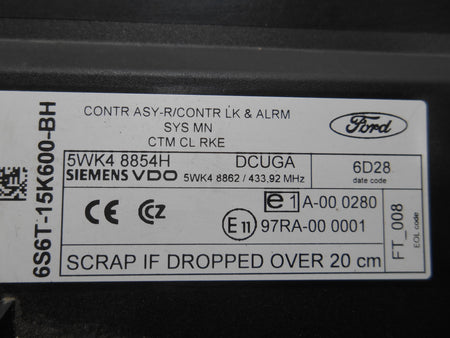 6S6T-15K600-BH
CONTR ASY-R/CONTR LK & ALRM
SYS MN
CTM CL RKE
Ford
5WK4 8854H DCUGA
SIEMENS VDO 5WK4 8862 / 433.92 MHz
6D28
date code
CE CZ
e 1 A-00 0280
E 11 97RA-00 0001
FT_008
EOL code
SCRAP IF DROPPED OVER 20 cm